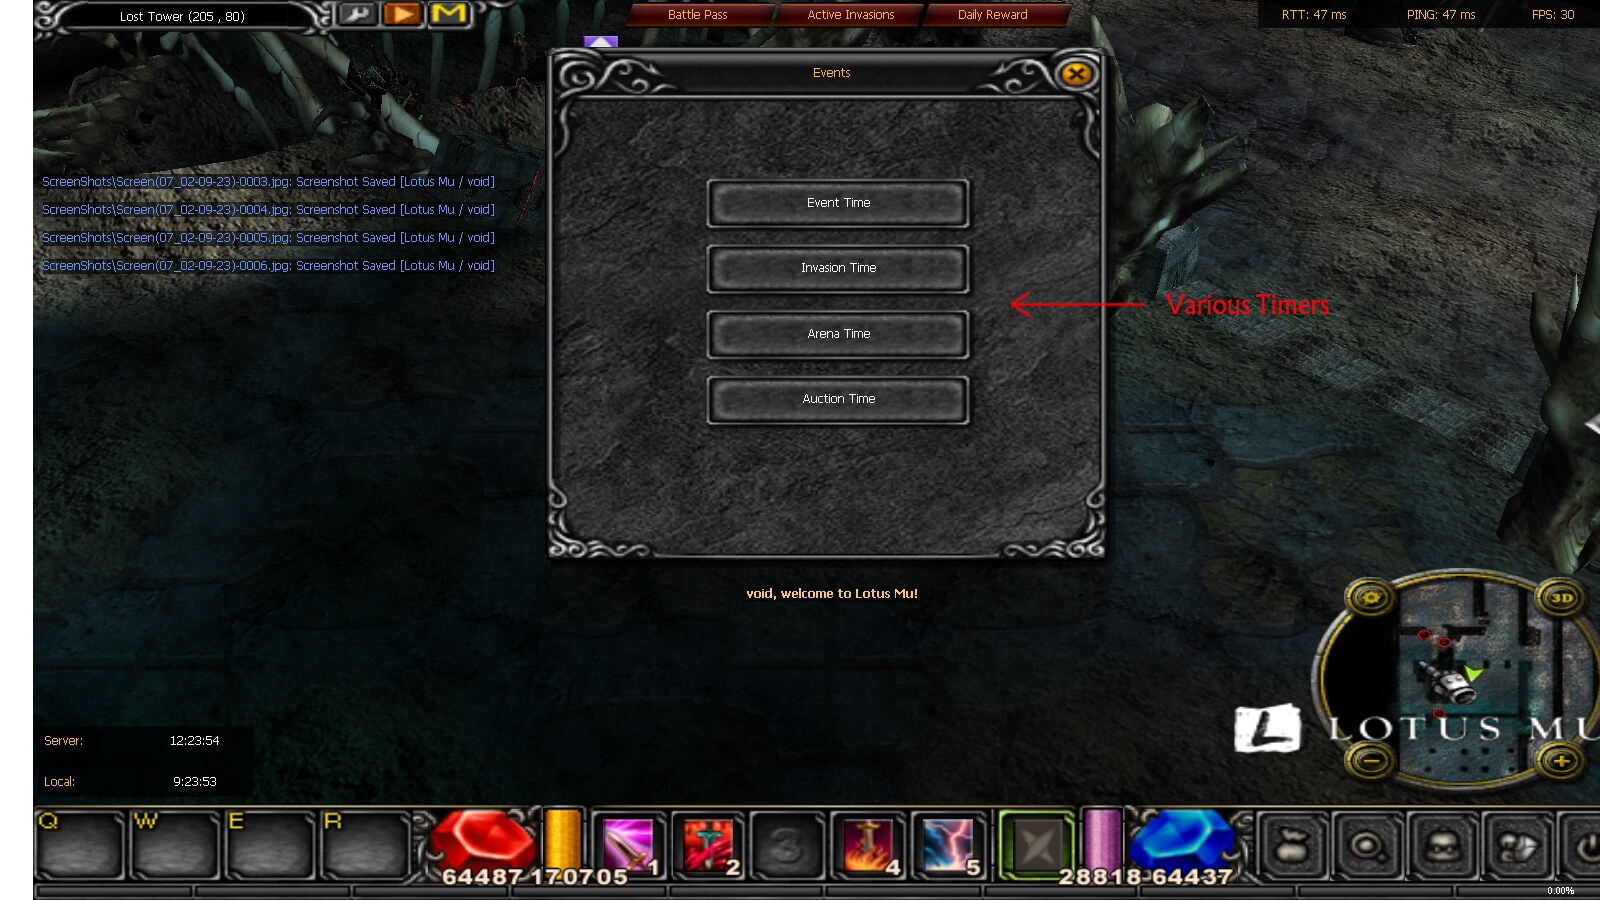 Lost Tower (205 , 80)
Battle Pass
Active Invasions
Daily Reward
RTT: 47 ms
PING: 47 ms
FPS: 30
Events
ScreenShots\Screen(07_02-09-23)-0003.jpg: Screenshot Saved [Lotus Mu / void]
ScreenShots\Screen(07_02-09-23)-0004.jpg: Screenshot Saved [Lotus Mu / void]
ScreenShots\Screen(07_02-09-23)-0005.jpg: Screenshot Saved [Lotus Mu / void]
ScreenShots\Screen(07_02-09-23)-0006.jpg: Screenshot Saved [Lotus Mu / void]
Event Time
Invasion Time
Various Timers
Arena Time
Auction Time
void, welcome to Lotus Mu!
3D
L LOTUS MU
Server: 12:23:54
Local: 9:23:53
Q
W
E
R
1
2
3
4
5
64487
170705
28818
64437
0.00%